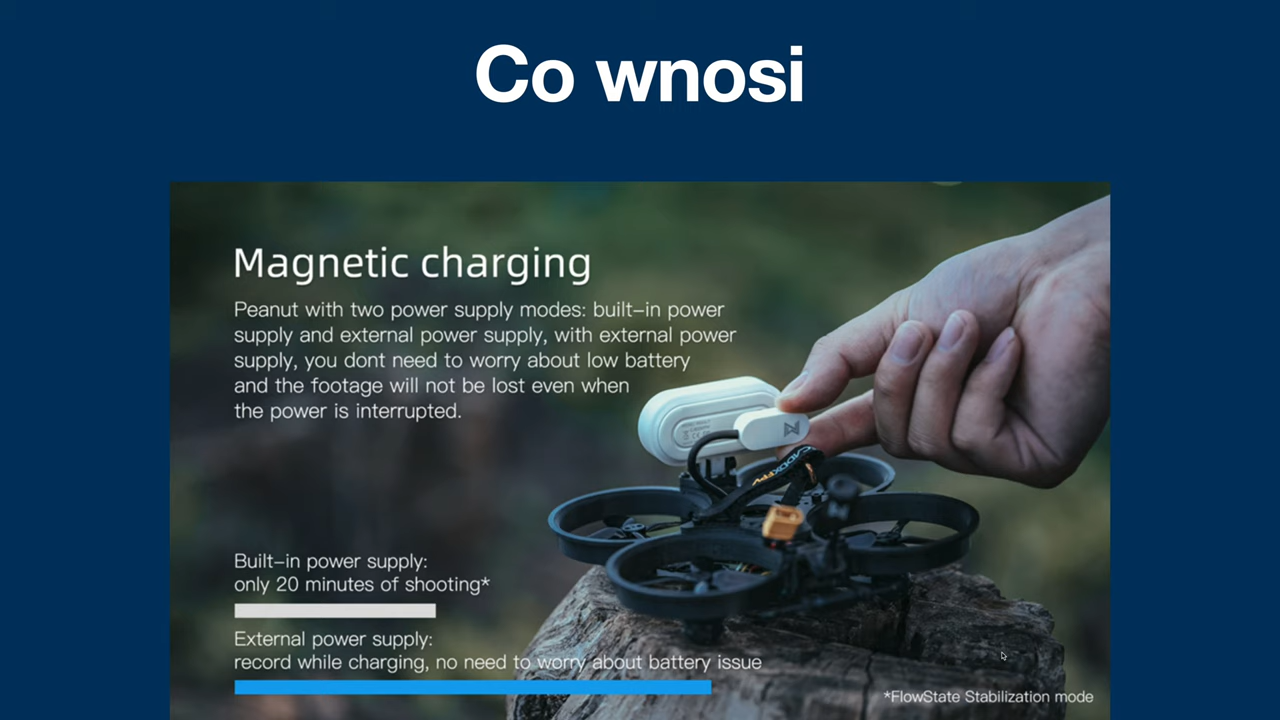 Co wnosi
Magnetic charging
Peanut with two power supply modes: built-in power
supply and external power supply, with external power
supply, you dont need to worry about low battery
and the footage will not be lost even when
the power is interrupted.
CADDXFPV
Built-in power supply:
only 20 minutes of shooting*
External power supply:
record while charging, no need to worry about battery issue
*FlowState Stabilization mode